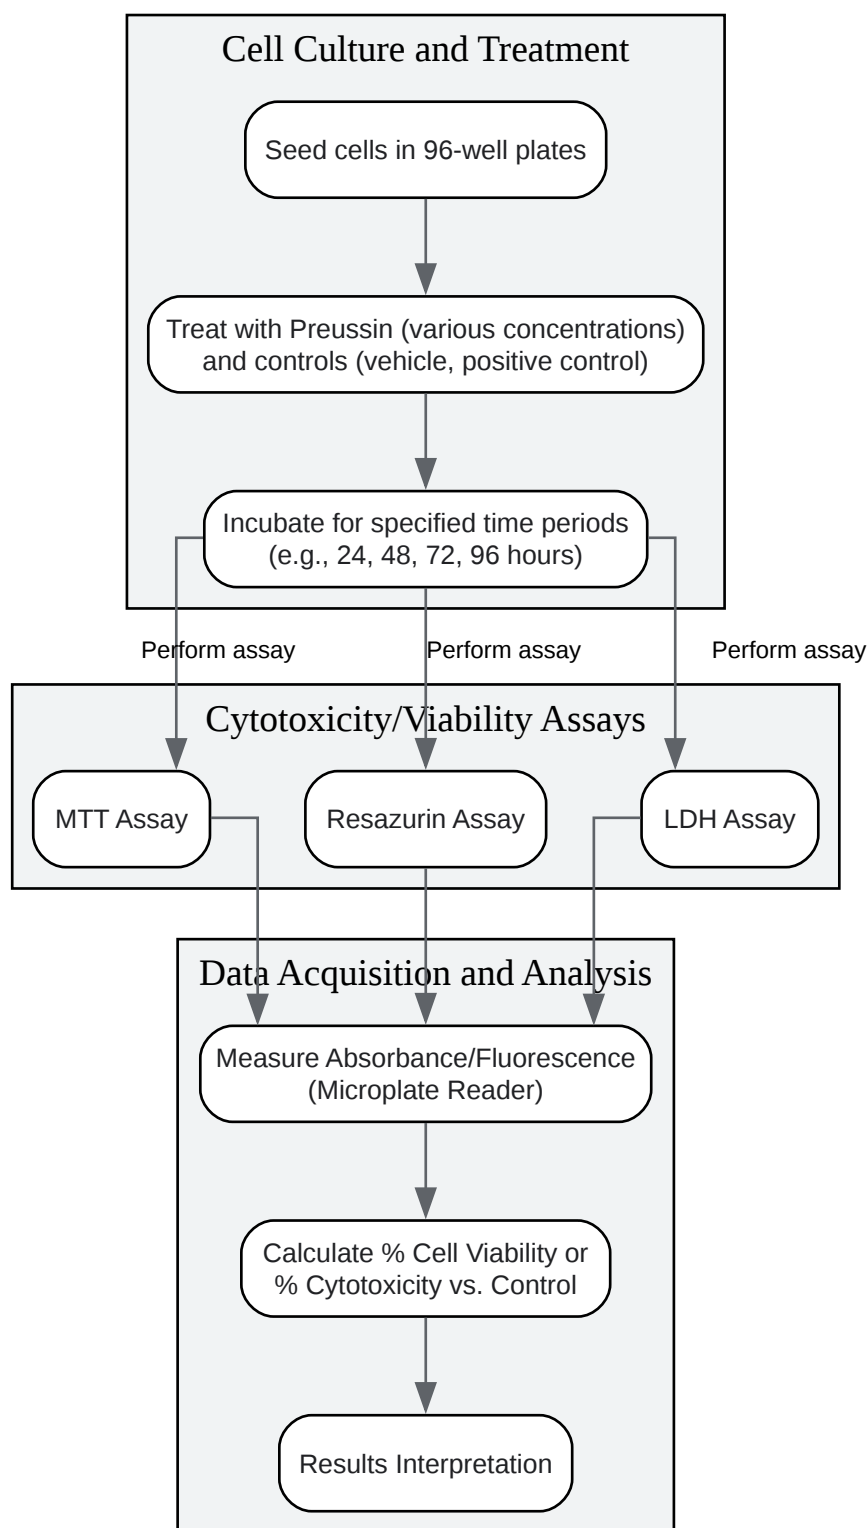 Cell Culture and Treatment
Seed cells in 96-well plates
Treat with Preussin (various concentrations)
and controls (vehicle, positive control)
Incubate for specified time periods
(e.g., 24, 48, 72, 96 hours)
Perform assay
Perform assay
Perform assay
Cytotoxicity/Viability Assays
MTT Assay
Resazurin Assay
LDH Assay
Data Acquisition and Analysis
Measure Absorbance/Fluorescence
(Microplate Reader)
Calculate % Cell Viability or
% Cytotoxicity vs. Control
Results Interpretation